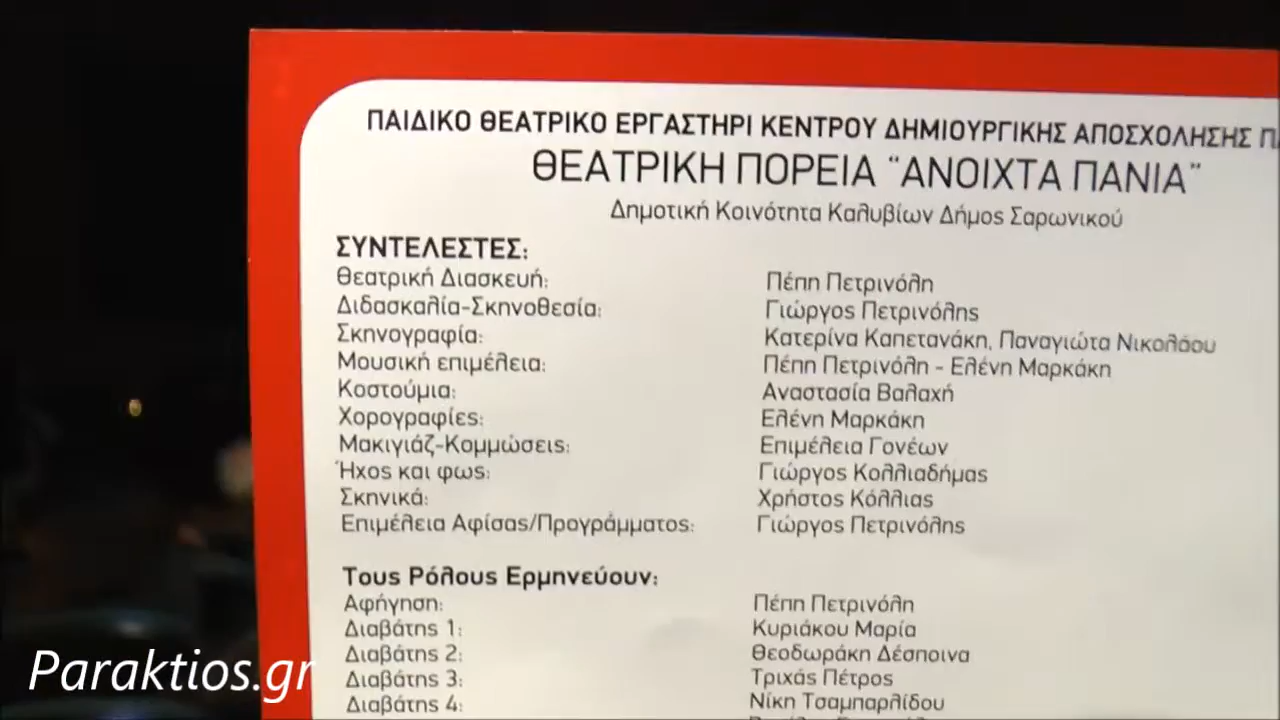 ΠΑΙΔΙΚΟ ΘΕΑΤΡΙΚΟ ΕΡΓΑΣΤΗΡΙ ΚΕΝΤΡΟΥ ΔΗΜΙΟΥΡΓΙΚΗΣ ΑΠΟΣΧΟΛΗΣΗΣ
ΘΕΑΤΡΙΚΗ ΠΟΡΕΙΑ “ΑΝΟΙΧΤΑ ΠΑΝΙΑ”
Δημοτική Κοινότητα Καλυβίων Δήμος Σαρωνικού
ΣΥΝΤΕΛΕΣΤΕΣ:
Θεατρική Διασκευή: Πέπη Πετρινόλη
Διδασκαλία-Σκηνοθεσία: Γιώργος Πετρινόλης
Σκηνογραφία: Κατερίνα Καπετανάκη, Παναγιώτα Νικολάου
Μουσική επιμέλεια: Πέπη Πετρινόλη - Ελένη Μαρκάκη
Κοστούμια: Αναστασία Βαλαχή
Χορογραφίες: Ελένη Μαρκάκη
Μακιγιάζ-Κομμώσεις: Επιμέλεια Γονέων
Ήχος και φως: Γιώργος Κολλιαδήμας
Σκηνικά: Χρήστος Κόλλιας
Επιμέλεια Αφίσας/Προγράμματος: Γιώργος Πετρινόλης
Τους Ρόλους Ερμηνεύουν:
Αφήγηση: Πέπη Πετρινόλη
Διαβάτης 1: Κυριάκου Μαρία
Διαβάτης 2: Θεοδωράκη Δέσποινα
Διαβάτης 3: Τριχάς Πέτρος
Διαβάτης 4: Νίκη Τσαμπαρλίδου
Paraktios.gr